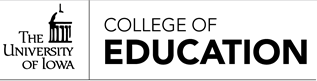 THE
UNIVERSITY
OF IOWA
COLLEGE OF
EDUCATION